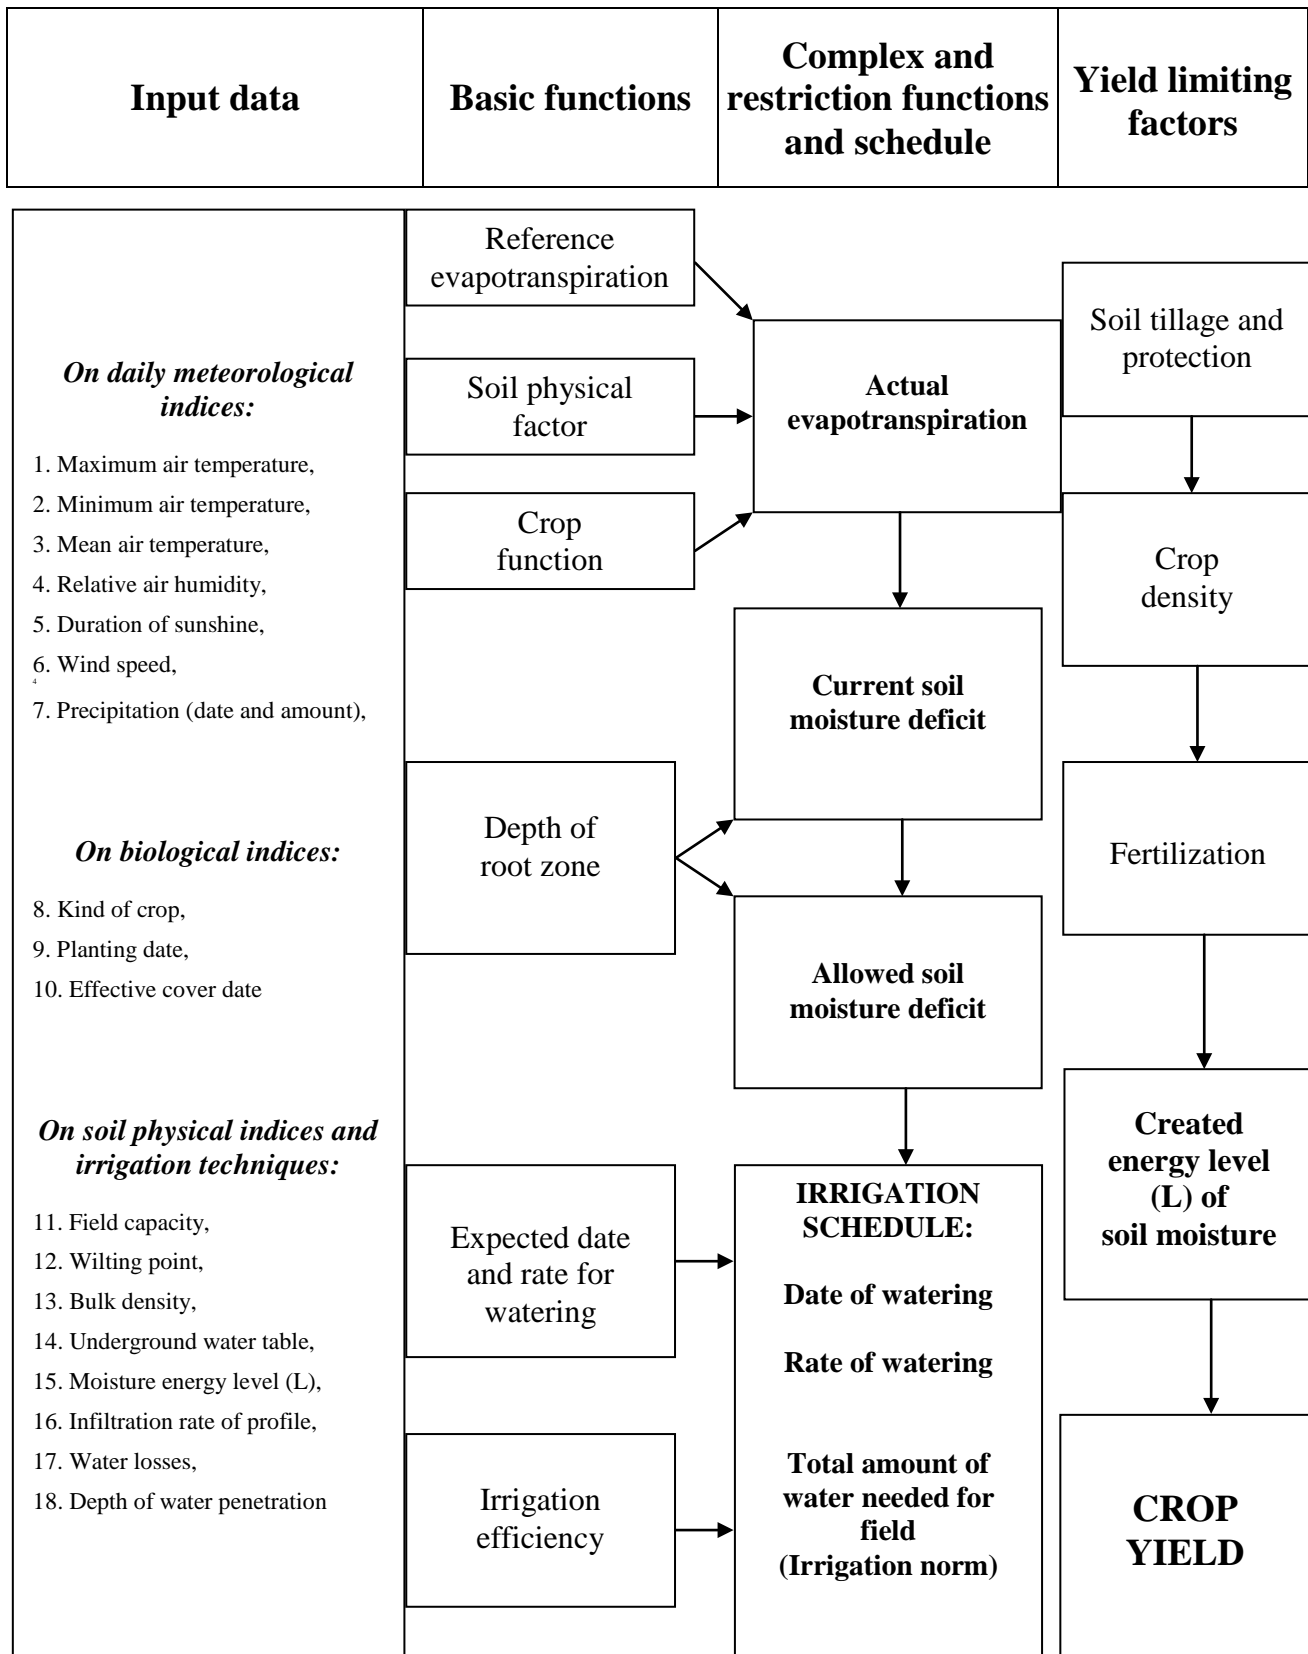 Input data
Basic functions
Complex and
restriction functions
and schedule
Yield limiting
factors
On daily meteorological
indices:
1. Maximum air temperature,
2. Minimum air temperature,
3. Mean air temperature,
4. Relative air humidity,
5. Duration of sunshine,
6. Wind speed,
4
7. Precipitation (date and amount),
On biological indices:
8. Kind of crop,
9. Planting date,
10. Effective cover date
On soil physical indices and
irrigation techniques:
11. Field capacity,
12. Wilting point,
13. Bulk density,
14. Underground water table,
15. Moisture energy level (L),
16. Infiltration rate of profile,
17. Water losses,
18. Depth of water penetration
Reference
evapotranspiration
Soil physical
factor
Crop
function
Depth of
root zone
Expected date
and rate for
watering
Irrigation
efficiency
Actual
evapotranspiration
Current soil
moisture deficit
Allowed soil
moisture deficit
IRRIGATION
SCHEDULE:
Date of watering
Rate of watering
Total amount of
water needed for
field
(Irrigation norm)
Soil tillage and
protection
Crop
density
Fertilization
Created
energy level
(L) of
soil moisture
CROP
YIELD